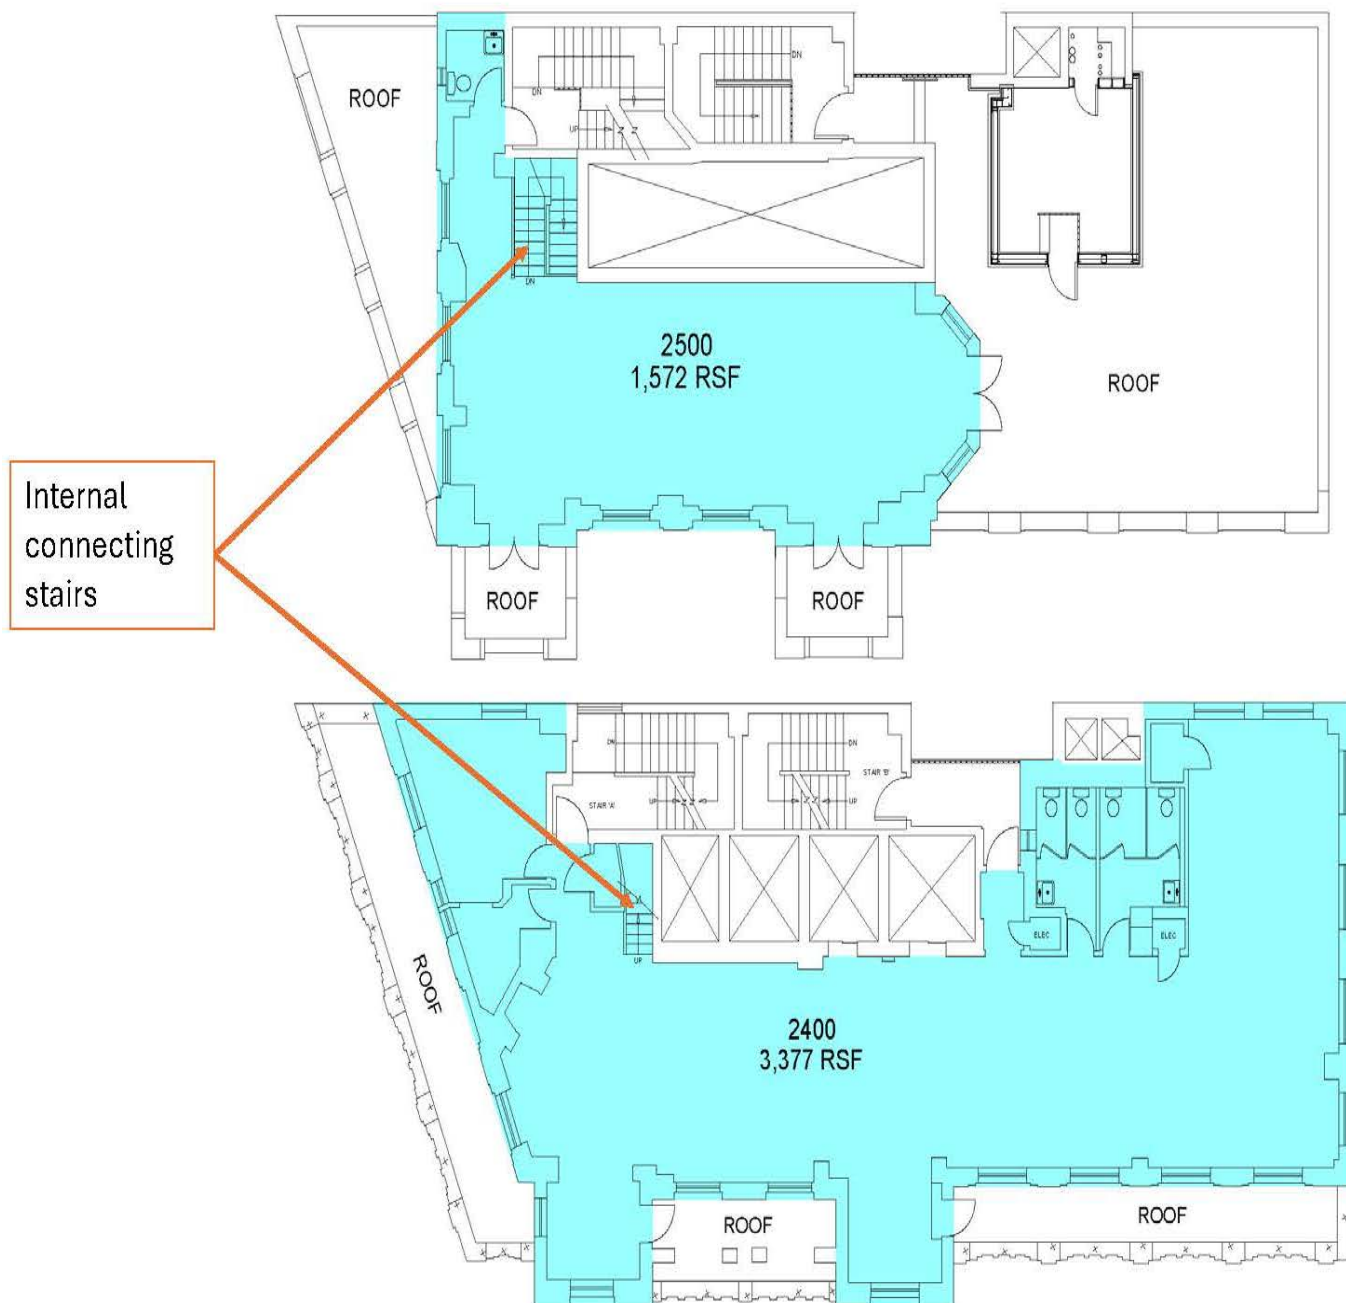 ROOF
DN
DN
UP
DN
2500
1,572 RSF
ROOF
Internal
connecting
stairs
ROOF
ROOF
DN
DN
STAIR 'B'
STAIR 'A'
UP
UP
ELEC
ELEC
UP
ROOF
2400
3,377 RSF
ROOF
ROOF